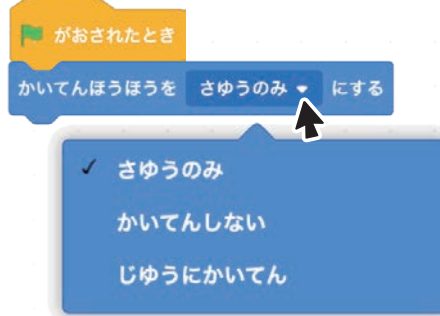 がおされたとき
かいてんほうほうを さゆうのみ にする
さゆうのみ
かいてんしない
じゆうにかいてん